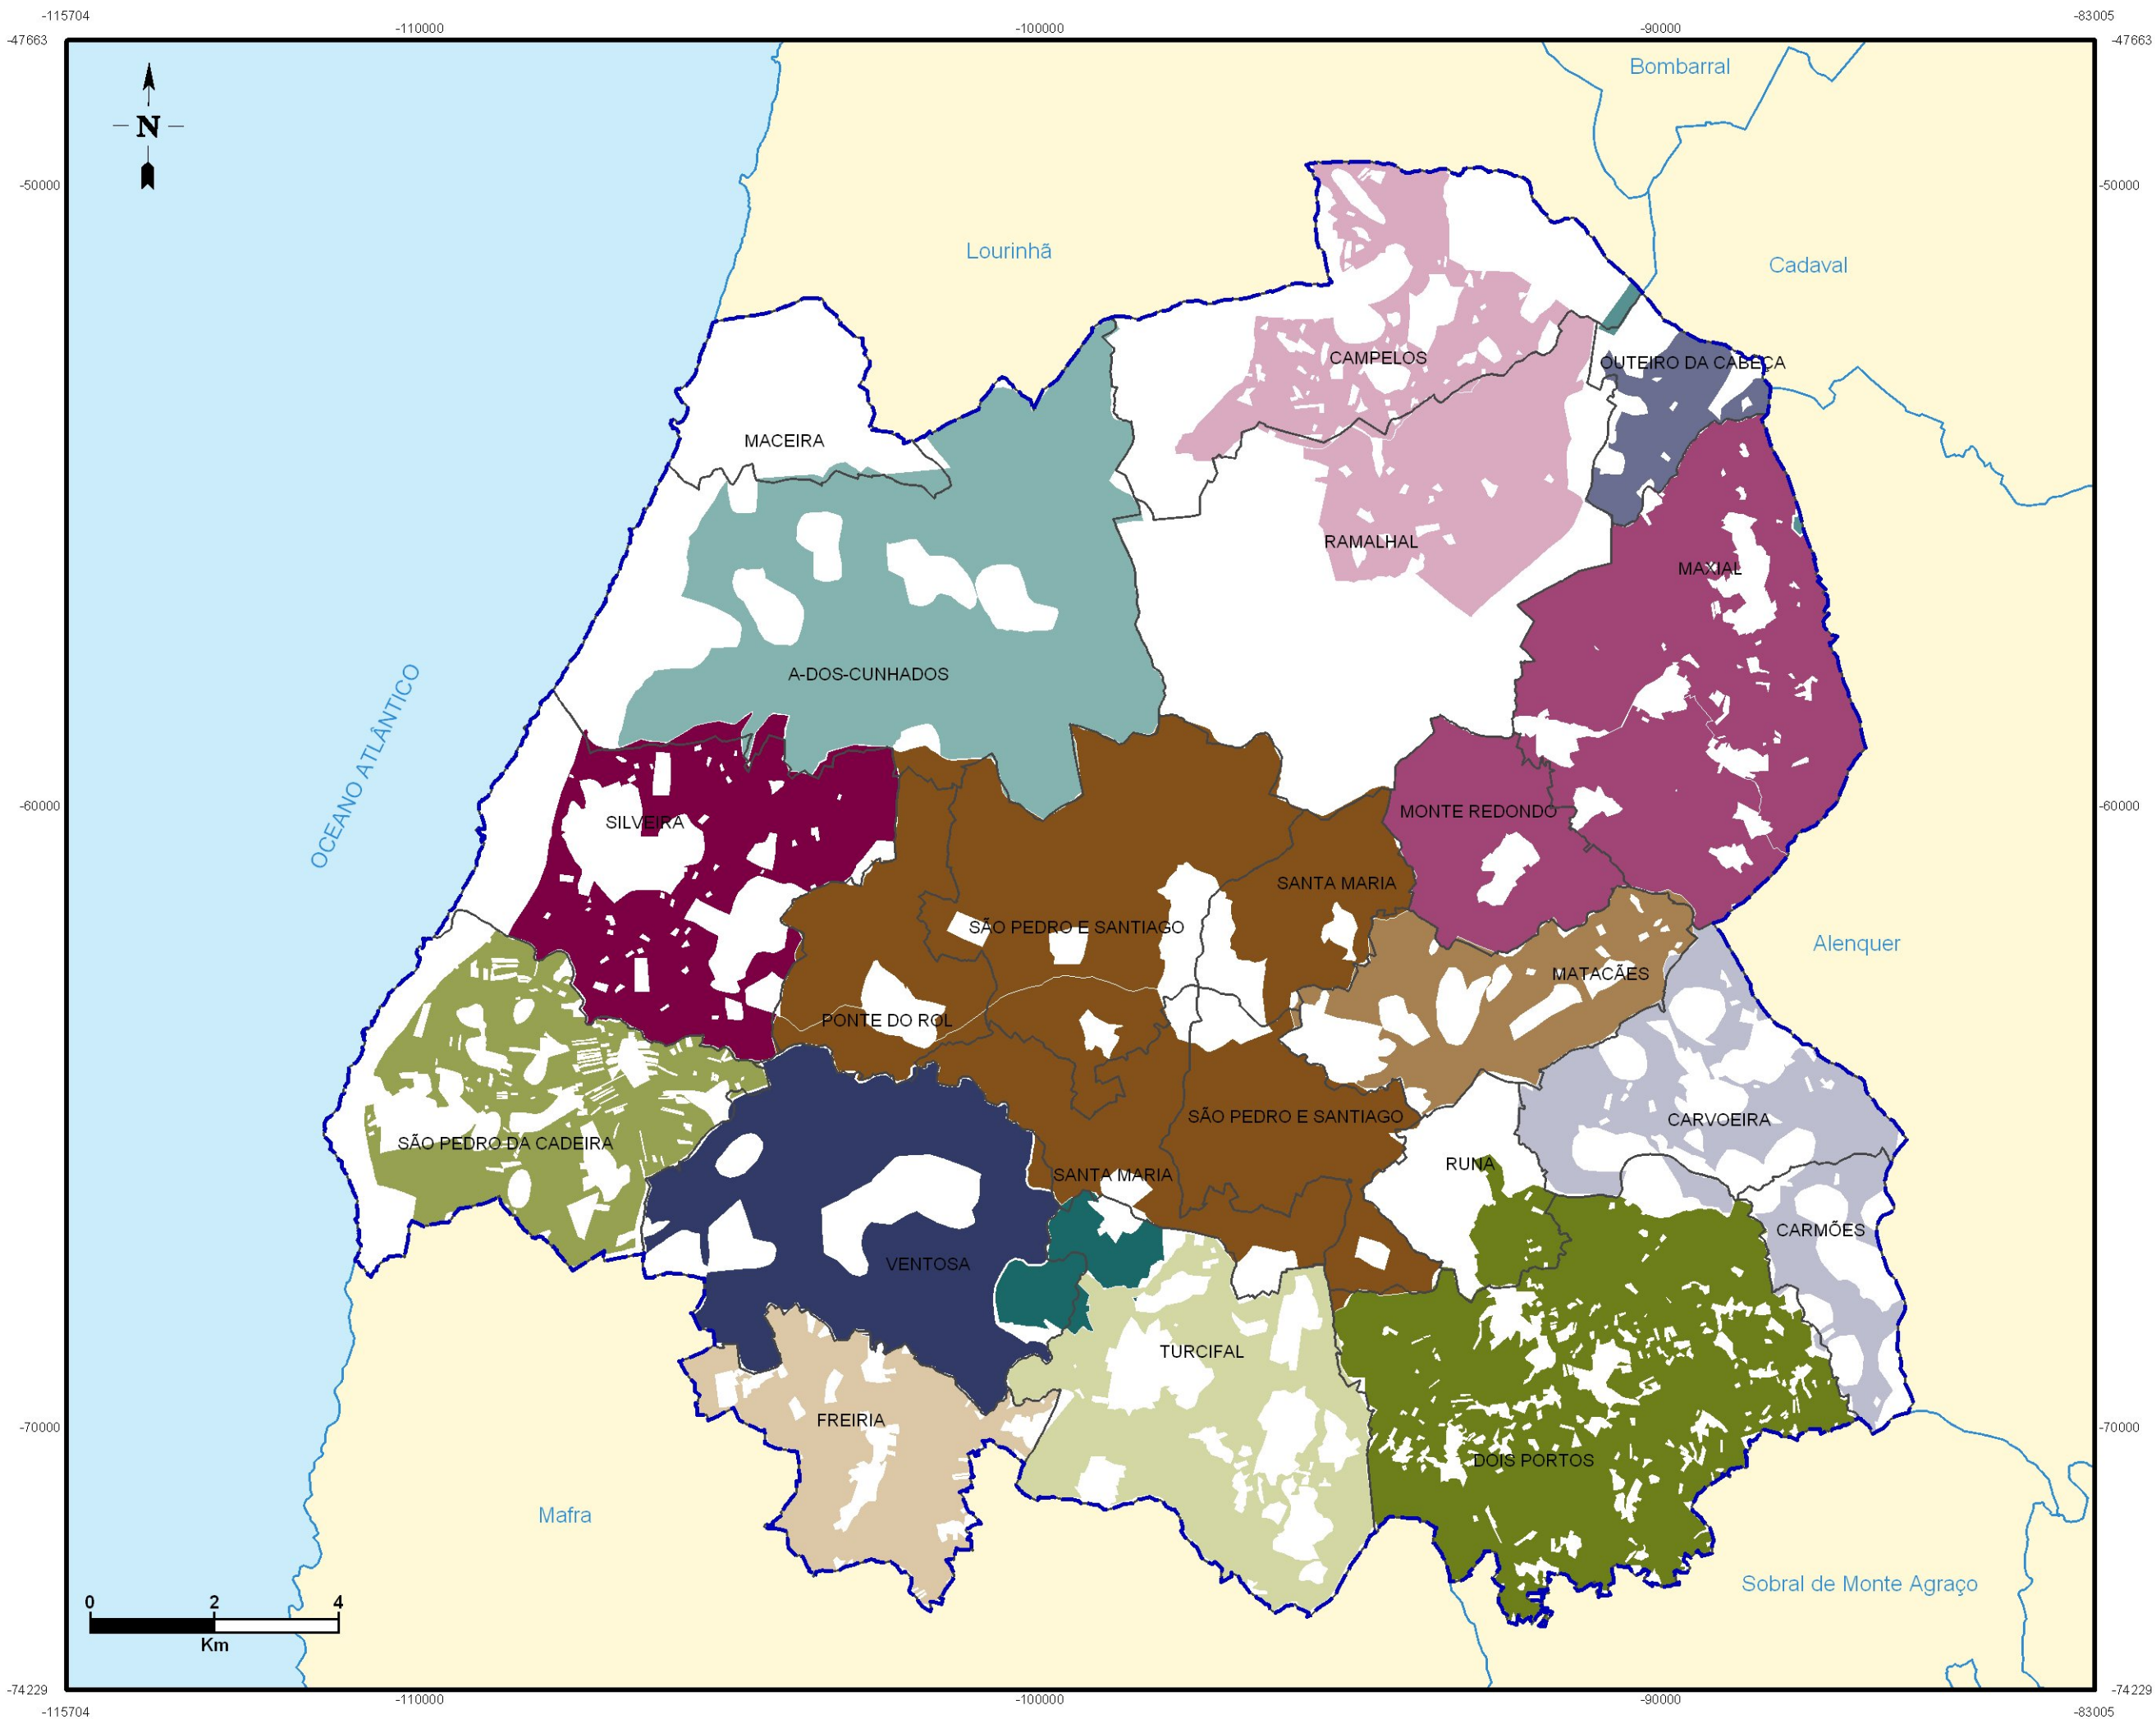 -115704
-83005
-110000
-100000
-90000
-47663
-47663
Bombarral
N
-50000
-50000
Lourinhã
Cadaval
CAMPELOS
OUTEIRO DA CABEÇA
MACEIRA
RAMALHAL
MAXIAL
A-DOS-CUNHADOS
OCEANO ATLÂNTICO
-60000
-60000
SILVEIRA
MONTE REDONDO
SANTA MARIA
SÃO PEDRO E SANTIAGO
Alenquer
MATACÃES
PONTE DO ROL
SÃO PEDRO E SANTIAGO
CARVOEIRA
SÃO PEDRO DA CADEIRA
RUNA
SANTA MARIA
CARMÕES
VENTOSA
TURCIFAL
FREIRIA
-70000
-70000
DOIS PORTOS
Mafra
Sobral de Monte Agraço
0 2 4
Km
-74229
-74229
-110000
-100000
-90000
-115704
-83005